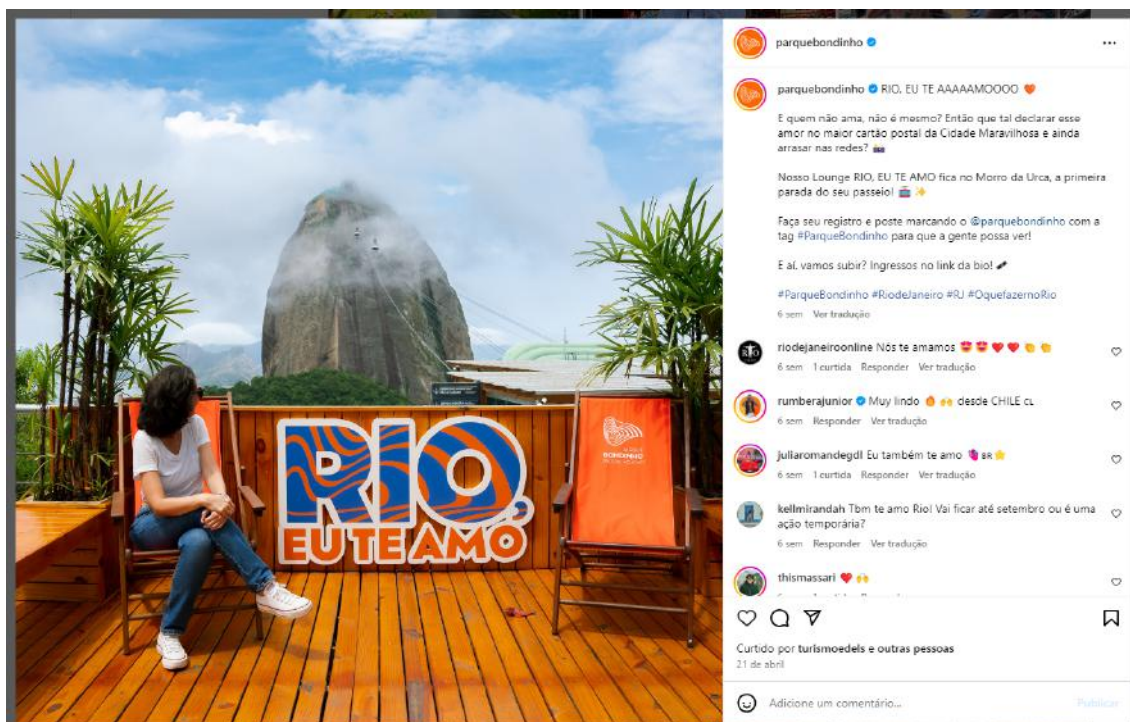 RIO,
EU TE AMO
BONDINHO
parquebondinho
parquebondinho RIO, EU TE AAAAAMOOOO 🧡
E quem não ama, não é mesmo? Então que tal declarar esse
amor no maior cartão postal da Cidade Maravilhosa e ainda
arrasar nas redes?
Nosso Lounge RIO, EU TE AMO fica no Morro da Urca, a primeira
parada do seu passeio! 🚡 ✨
Faça seu registro e poste marcando o @parquebondinho com a
tag #ParqueBondinho para que a gente possa ver!
E aí, vamos subir? Ingressos no link da bio!
#ParqueBondinho #RiodeJaneiro #RJ #OquefazernoRio
6 sem Ver tradução
riodejaneiroonline Nós te amamos 😍 😍 ❤️ ❤️ 👏 👏
6 sem 1 curtida Responder Ver tradução
rumberajunior Muy lindo 🔥 🙌 desde CHILE CL
6 sem Responder Ver tradução
juliaromandegdl Eu também te amo BR ⭐
6 sem 1 curtida Responder Ver tradução
kellmirandah Tbm te amo Rio! Vai ficar até setembro ou é uma
ação temporária?
6 sem Responder Ver tradução
thismassari ❤️ 🙌
Curtido por turismoedels e outras pessoas
21 de abril
Adicione um comentário...
Publicar